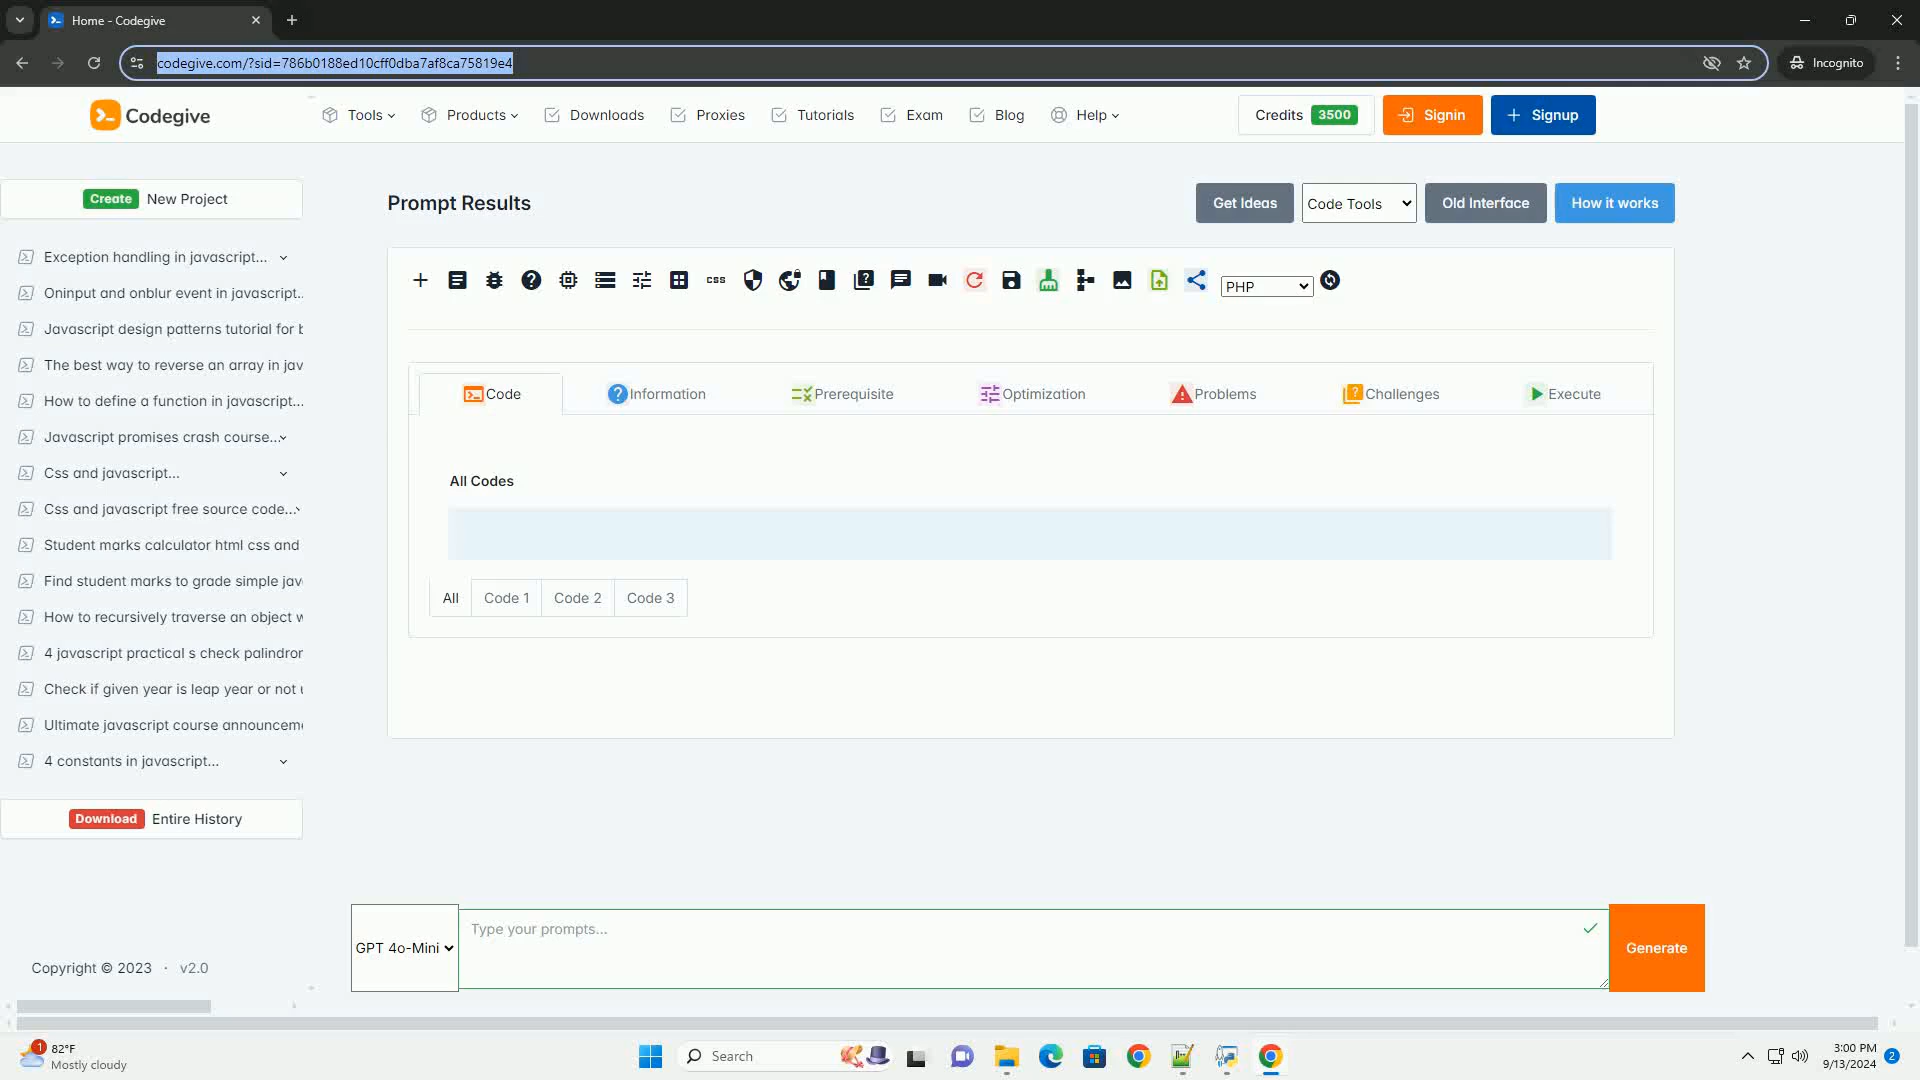 Home - Codegive
codegive.com/?sid=786b0188ed10cff0dba7af8ca75819e4
Incognito
Codegive
Tools
Products
Downloads
Proxies
Tutorials
Exam
Blog
Help
Credits 3500
Signin
Signup
Create New Project
Exception handling in javascript...
Oninput and onblur event in javascript..
Javascript design patterns tutorial for b
The best way to reverse an array in jav
How to define a function in javascript...
Javascript promises crash course...
Css and javascript...
Css and javascript free source code...
Student marks calculator html css and
Find student marks to grade simple jav
How to recursively traverse an object w
4 javascript practical s check palindror
Check if given year is leap year or not u
Ultimate javascript course announceme
4 constants in javascript...
Download Entire History
Copyright © 2023 · v2.0
Prompt Results
Get Ideas
Code Tools
Old Interface
How it works
css
PHP
Code
Information
Prerequisite
Optimization
Problems
Challenges
Execute
All Codes
All
Code 1
Code 2
Code 3
GPT 4o-Mini
Type your prompts...
Generate
1
82°F
Mostly cloudy
Search
3:00 PM
9/13/2024
2